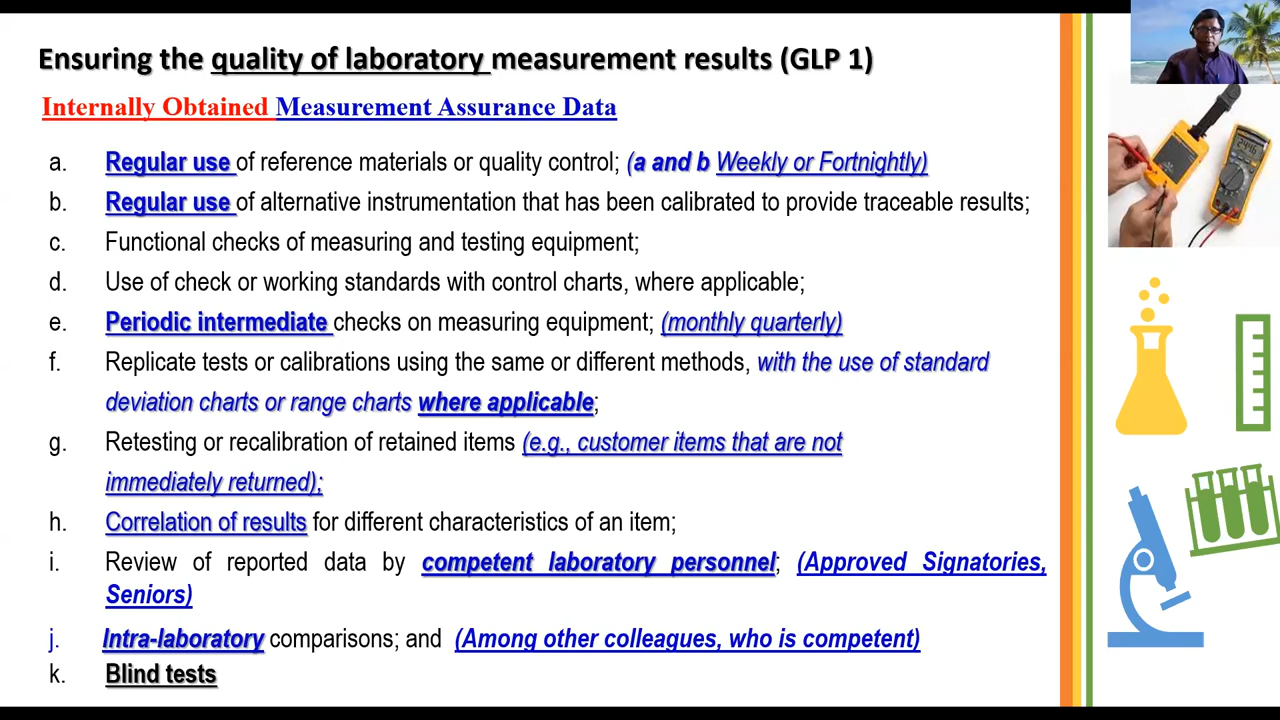 Ensuring the quality of laboratory measurement results (GLP 1)
Internally Obtained Measurement Assurance Data
a. Regular use of reference materials or quality control; (a and b Weekly or Fortnightly)
b. Regular use of alternative instrumentation that has been calibrated to provide traceable results;
c. Functional checks of measuring and testing equipment;
d. Use of check or working standards with control charts, where applicable;
e. Periodic intermediate checks on measuring equipment; (monthly quarterly)
f. Replicate tests or calibrations using the same or different methods, with the use of standard
deviation charts or range charts where applicable;
g. Retesting or recalibration of retained items (e.g., customer items that are not
immediately returned);
h. Correlation of results for different characteristics of an item;
i. Review of reported data by competent laboratory personnel; (Approved Signatories,
Seniors)
j. Intra-laboratory comparisons; and (Among other colleagues, who is competent)
k. Blind tests